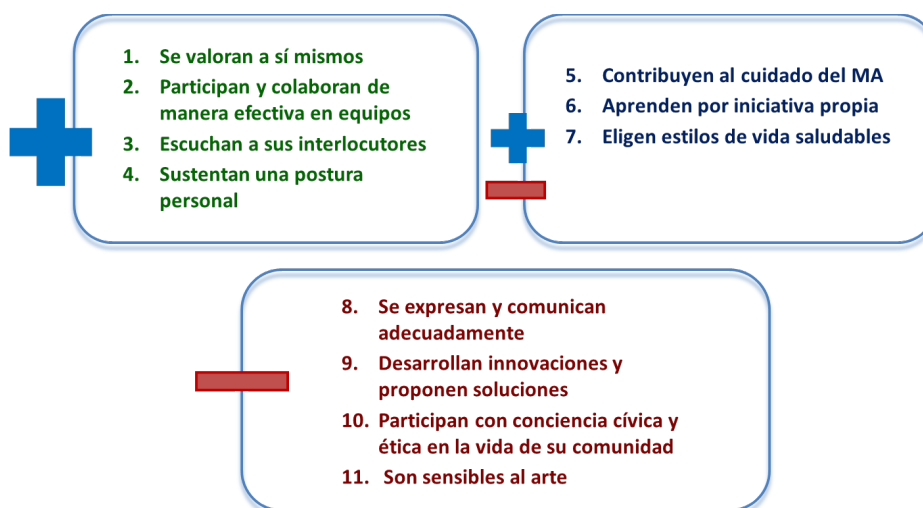 1. Se valoran a sí mismos
2. Participan y colaboran de
manera efectiva en equipos
3. Escuchan a sus interlocutores
4. Sustentan una postura
personal
5. Contribuyen al cuidado del MA
6. Aprenden por iniciativa propia
7. Eligen estilos de vida saludables
8. Se expresan y comunican
adecuadamente
9. Desarrollan innovaciones y
proponen soluciones
10. Participan con conciencia cívica y
ética en la vida de su comunidad
11. Son sensibles al arte